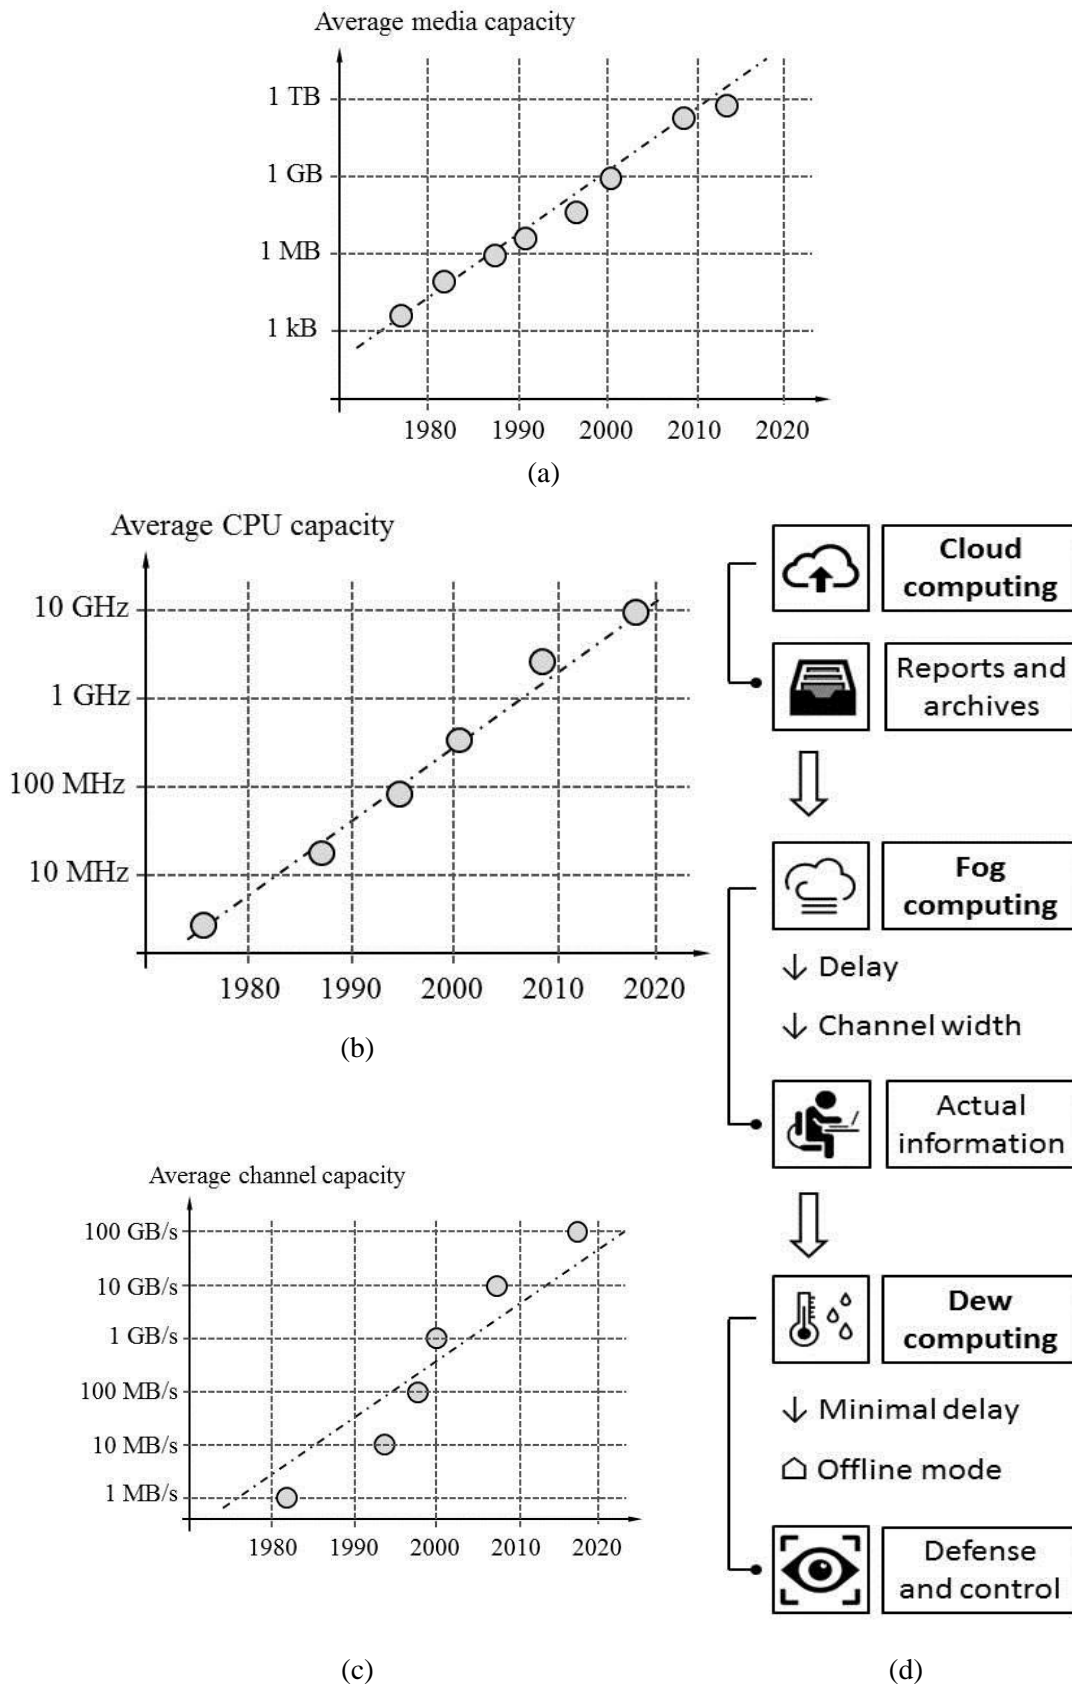 Average media capacity
1 TB
1 GB
1 MB
1 kB
1980 1990 2000 2010 2020
(a)
Average CPU capacity
10 GHz
1 GHz
100 MHz
10 MHz
1980 1990 2000 2010 2020
(b)
Average channel capacity
100 GB/s
10 GB/s
1 GB/s
100 MB/s
10 MB/s
1 MB/s
1980 1990 2000 2010 2020
(c)
Cloud
computing
Reports and
archives
Fog
computing
↓ Delay
↓ Channel width
Actual
information
Dew
computing
↓ Minimal delay
Offline mode
Defense
and control
(d)